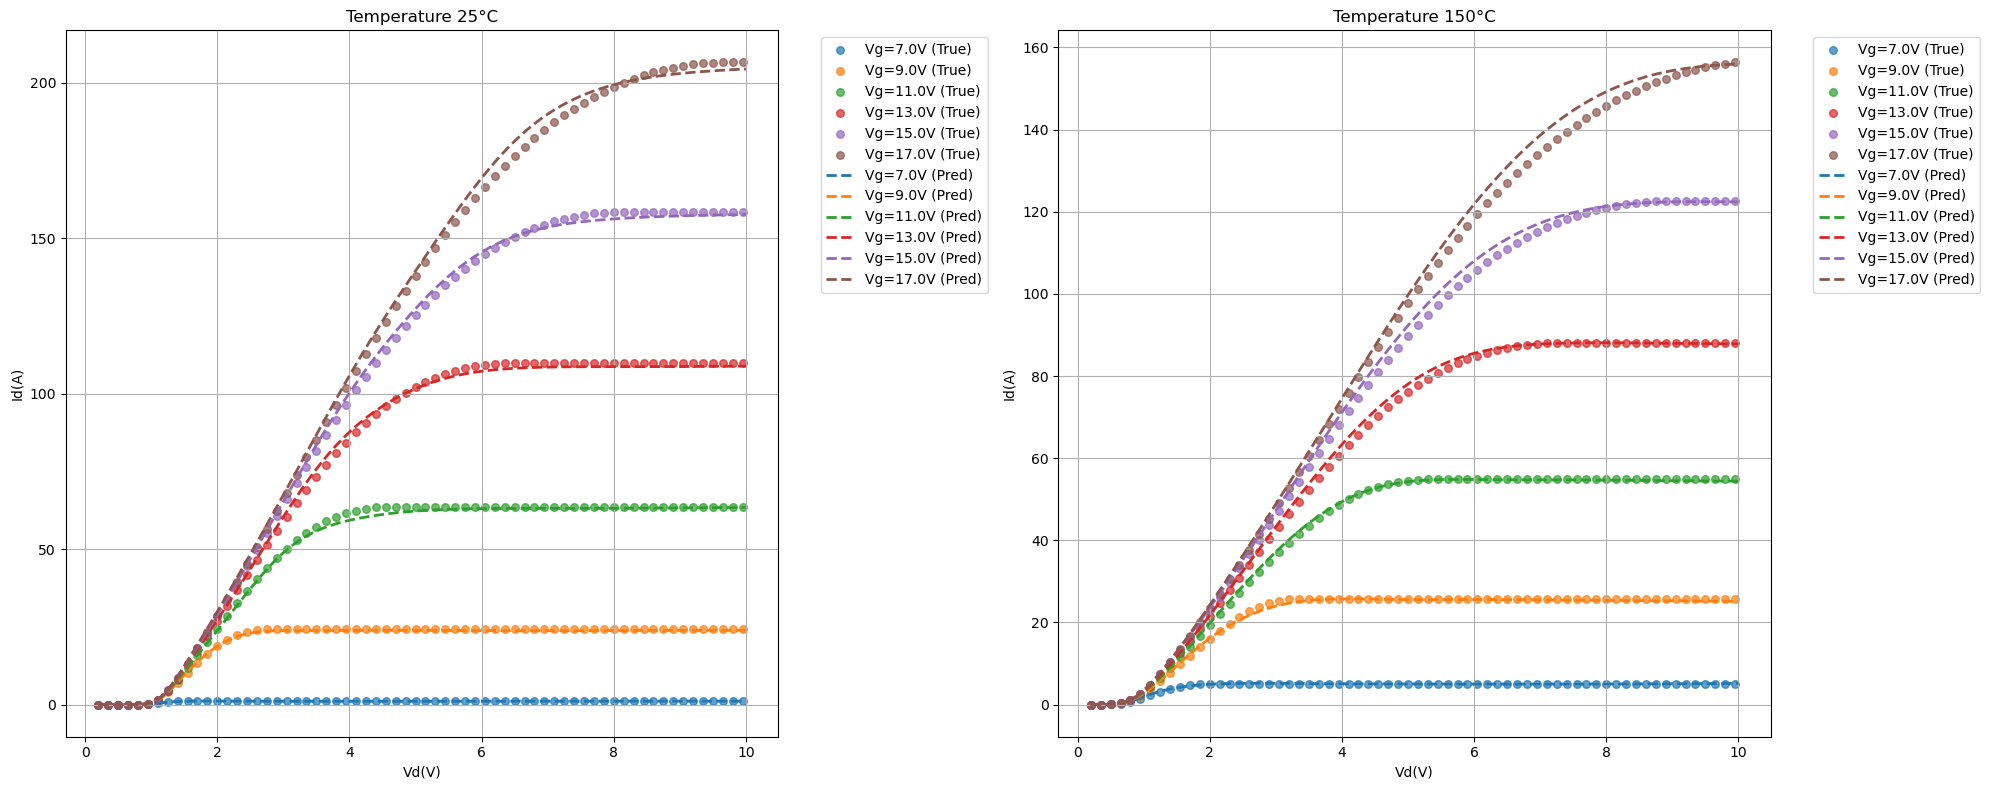 Temperature 25°C
200
150
100
50
0
Id(A)
0 2 4 6 8 10
Vd(V)
Vg=7.0V (True)
Vg=9.0V (True)
Vg=11.0V (True)
Vg=13.0V (True)
Vg=15.0V (True)
Vg=17.0V (True)
Vg=7.0V (Pred)
Vg=9.0V (Pred)
Vg=11.0V (Pred)
Vg=13.0V (Pred)
Vg=15.0V (Pred)
Vg=17.0V (Pred)
Temperature 150°C
160
140
120
100
80
60
40
20
0
Id(A)
0 2 4 6 8 10
Vd(V)
Vg=7.0V (True)
Vg=9.0V (True)
Vg=11.0V (True)
Vg=13.0V (True)
Vg=15.0V (True)
Vg=17.0V (True)
Vg=7.0V (Pred)
Vg=9.0V (Pred)
Vg=11.0V (Pred)
Vg=13.0V (Pred)
Vg=15.0V (Pred)
Vg=17.0V (Pred)